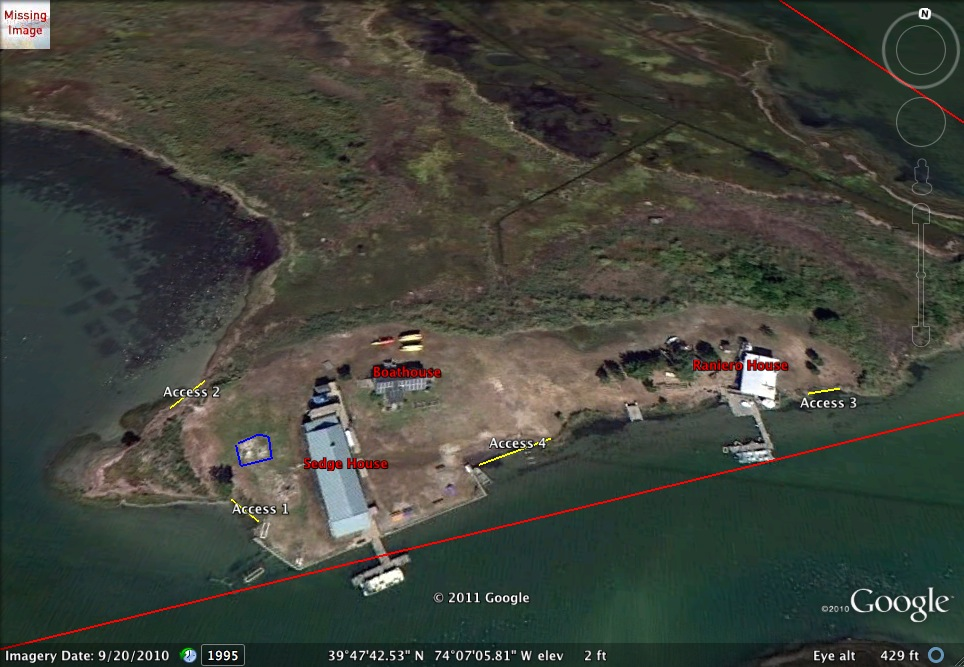 Missing
Image
N
Access 2
Boathouse
Raniero House
Access 3
Access 4
Sedge House
Access 1
© 2011 Google
©2010 Google
Imagery Date: 9/20/2010 1995 39°47'42.53" N 74°07'05.81" W elev 2 ft Eye alt 429 ft